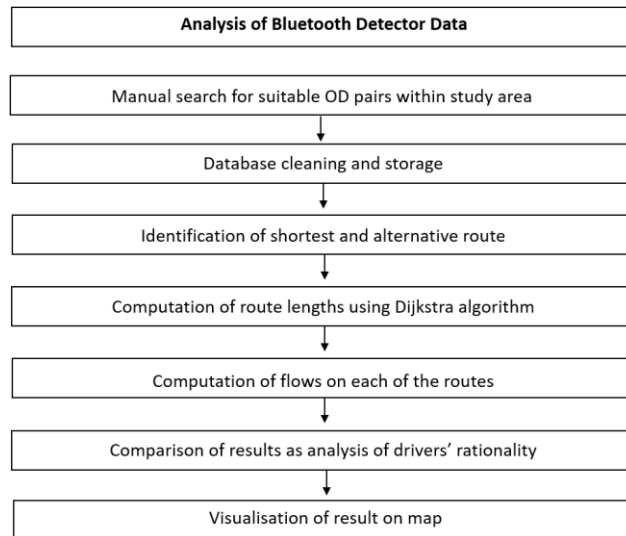 Analysis of Bluetooth Detector Data
Manual search for suitable OD pairs within study area
Database cleaning and storage
Identification of shortest and alternative route
Computation of route lengths using Dijkstra algorithm
Computation of flows on each of the routes
Comparison of results as analysis of drivers’ rationality
Visualisation of result on map